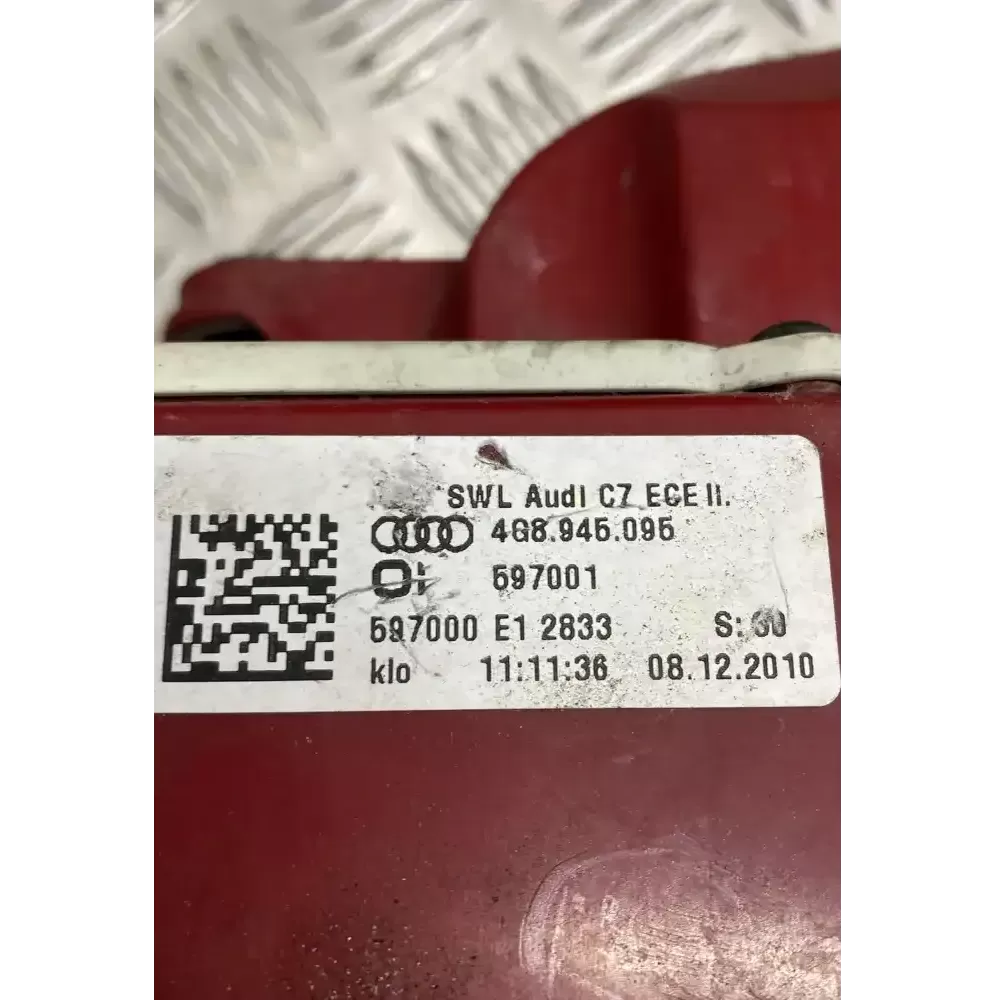 SWL Audi C7 ECE II.
4G8.945.095
597001
597000 E1 2833
klo 11:11:36 08.12.2010